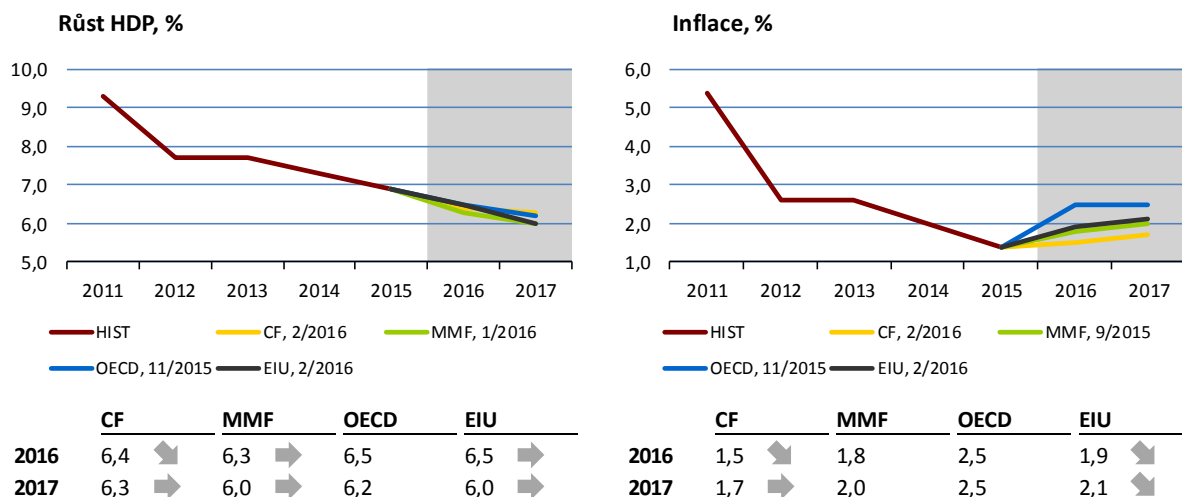 Růst HDP, %
10,0
9,0
8,0
7,0
6,0
5,0
2011 2012 2013 2014 2015 2016 2017
HIST CF, 2/2016 MMF, 1/2016
OECD, 11/2015 EIU, 2/2016
CF MMF OECD EIU
2016 6,4 6,3 6,5 6,5
2017 6,3 6,0 6,2 6,0
Inflace, %
6,0
5,0
4,0
3,0
2,0
1,0
2011 2012 2013 2014 2015 2016 2017
HIST CF, 2/2016 MMF, 9/2015
OECD, 11/2015 EIU, 2/2016
CF MMF OECD EIU
2016 1,5 1,8 2,5 1,9
2017 1,7 2,0 2,5 2,1